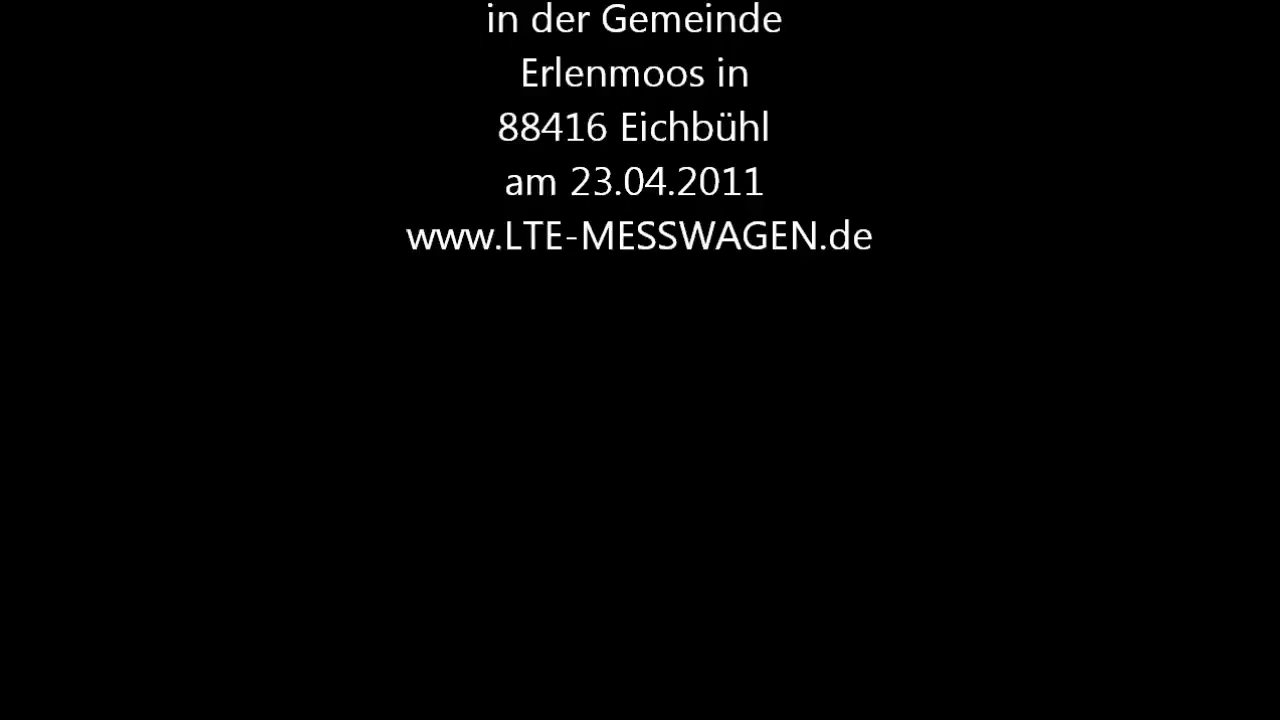 in der Gemeinde
Erlenmoos in
88416 Eichbühl
am 23.04.2011
www.LTE-MESSWAGEN.de